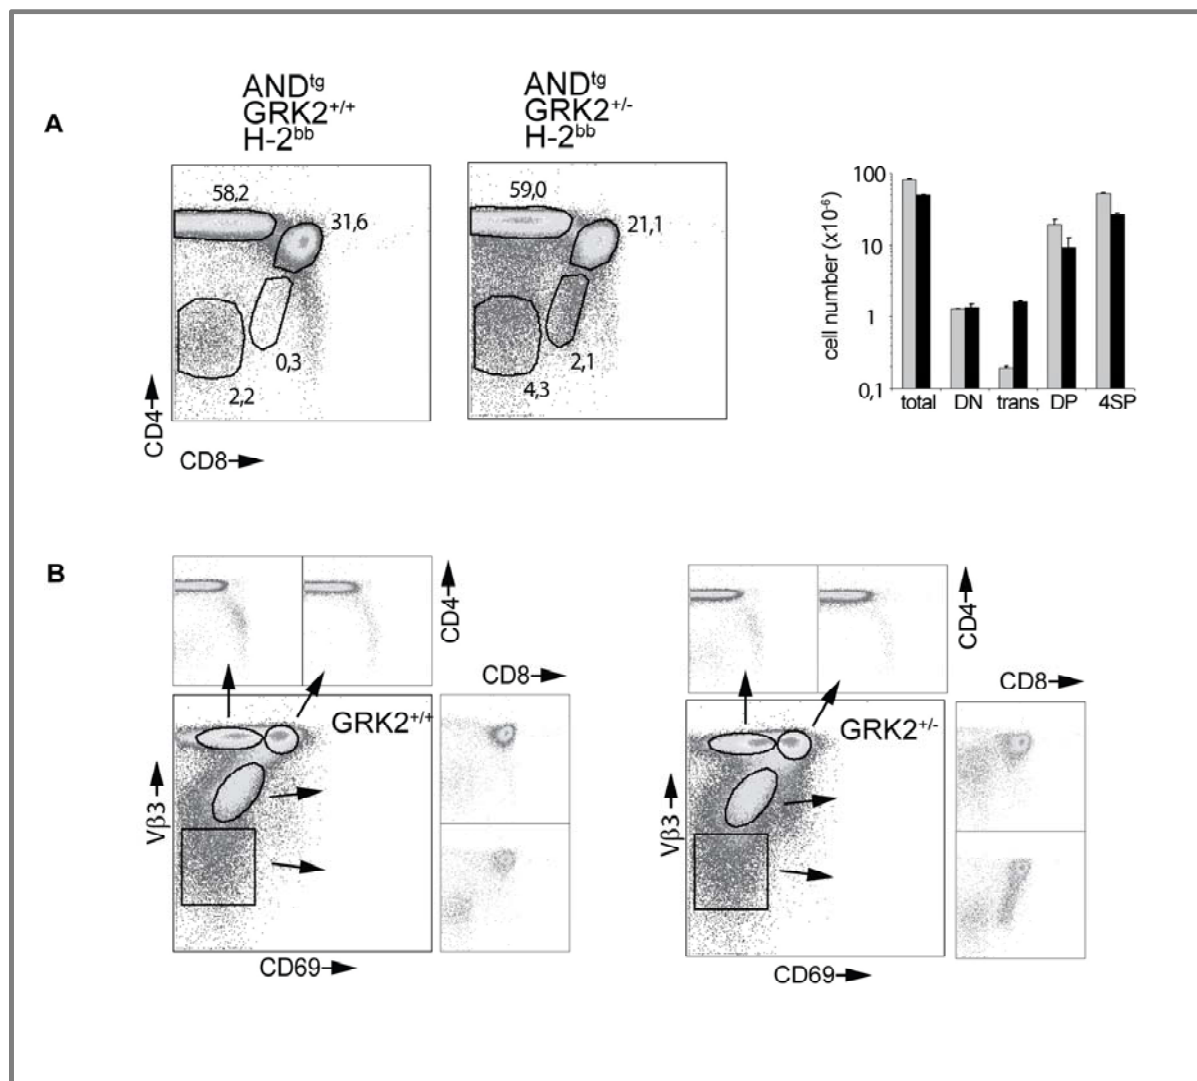 A
AND^tg
GRK2^+/+
H-2^bb
58,2
31,6
0,3
2,2
CD4
CD8
AND^tg
GRK2^+/-
H-2^bb
59,0
21,1
2,1
4,3
cell number (x10^-6)
100
10
1
0,1
total DN trans DP 4SP
B
CD4
CD8
GRK2^+/+
Vβ3
CD69
CD4
CD8
GRK2^+/-
Vβ3
CD69